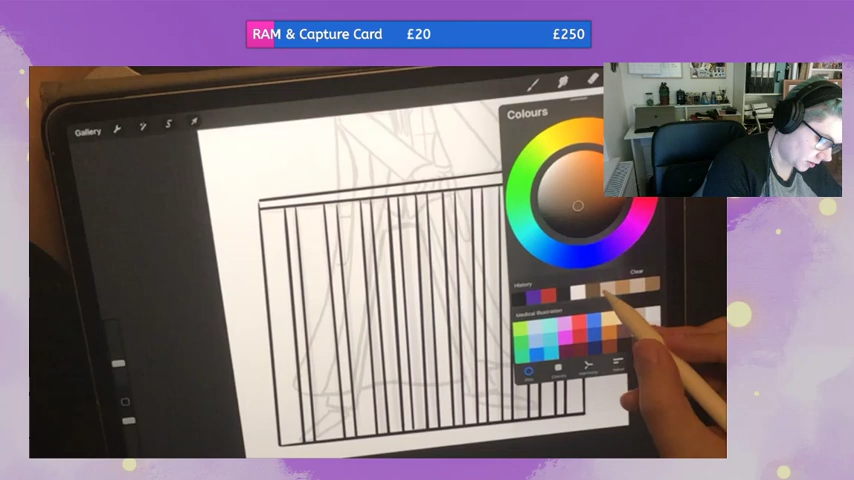 RAM & Capture Card £20 £250
Gallery
Colours
Clear
History
Medical Illustration